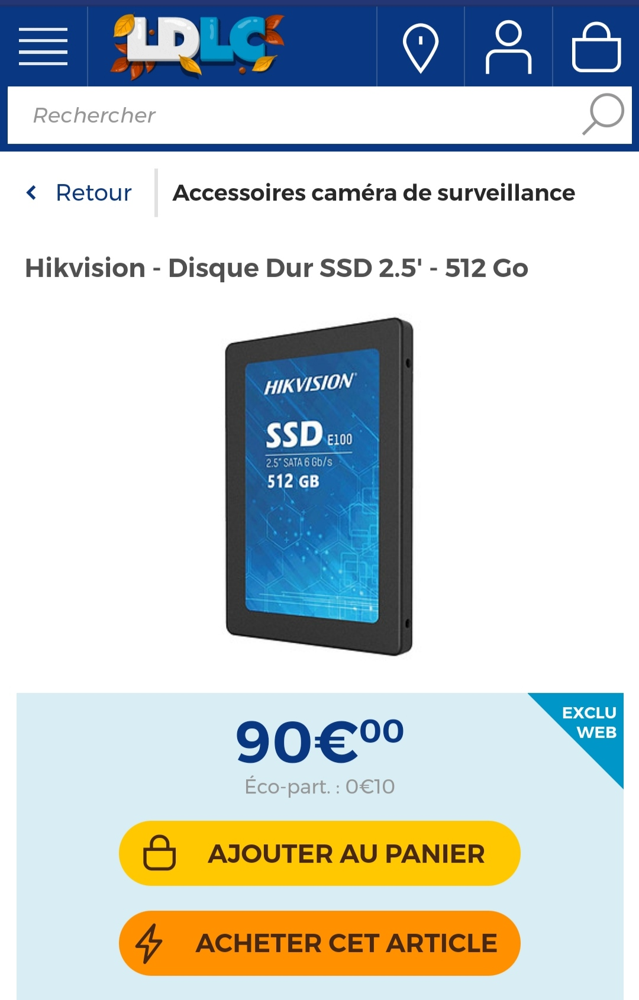 LDLC
Rechercher
Retour
Accessoires caméra de surveillance
Hikvision - Disque Dur SSD 2.5' - 512 Go
HIKVISION®
SSD E100
2.5" SATA 6 Gb/s
512 GB
EXCLU
WEB
90€00
Éco-part. : 0€10
AJOUTER AU PANIER
ACHETER CET ARTICLE